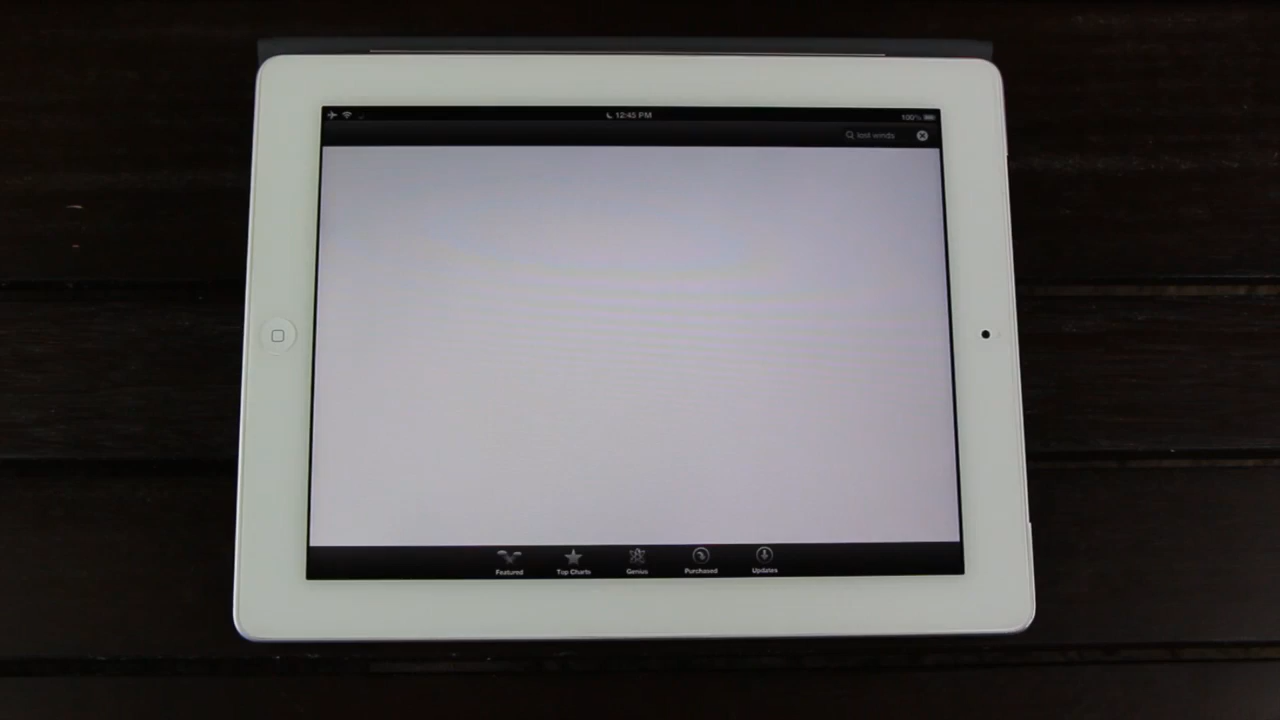 12:45 PM
100%
lost winds
Featured
Top Charts
Genius
Purchased
Updates